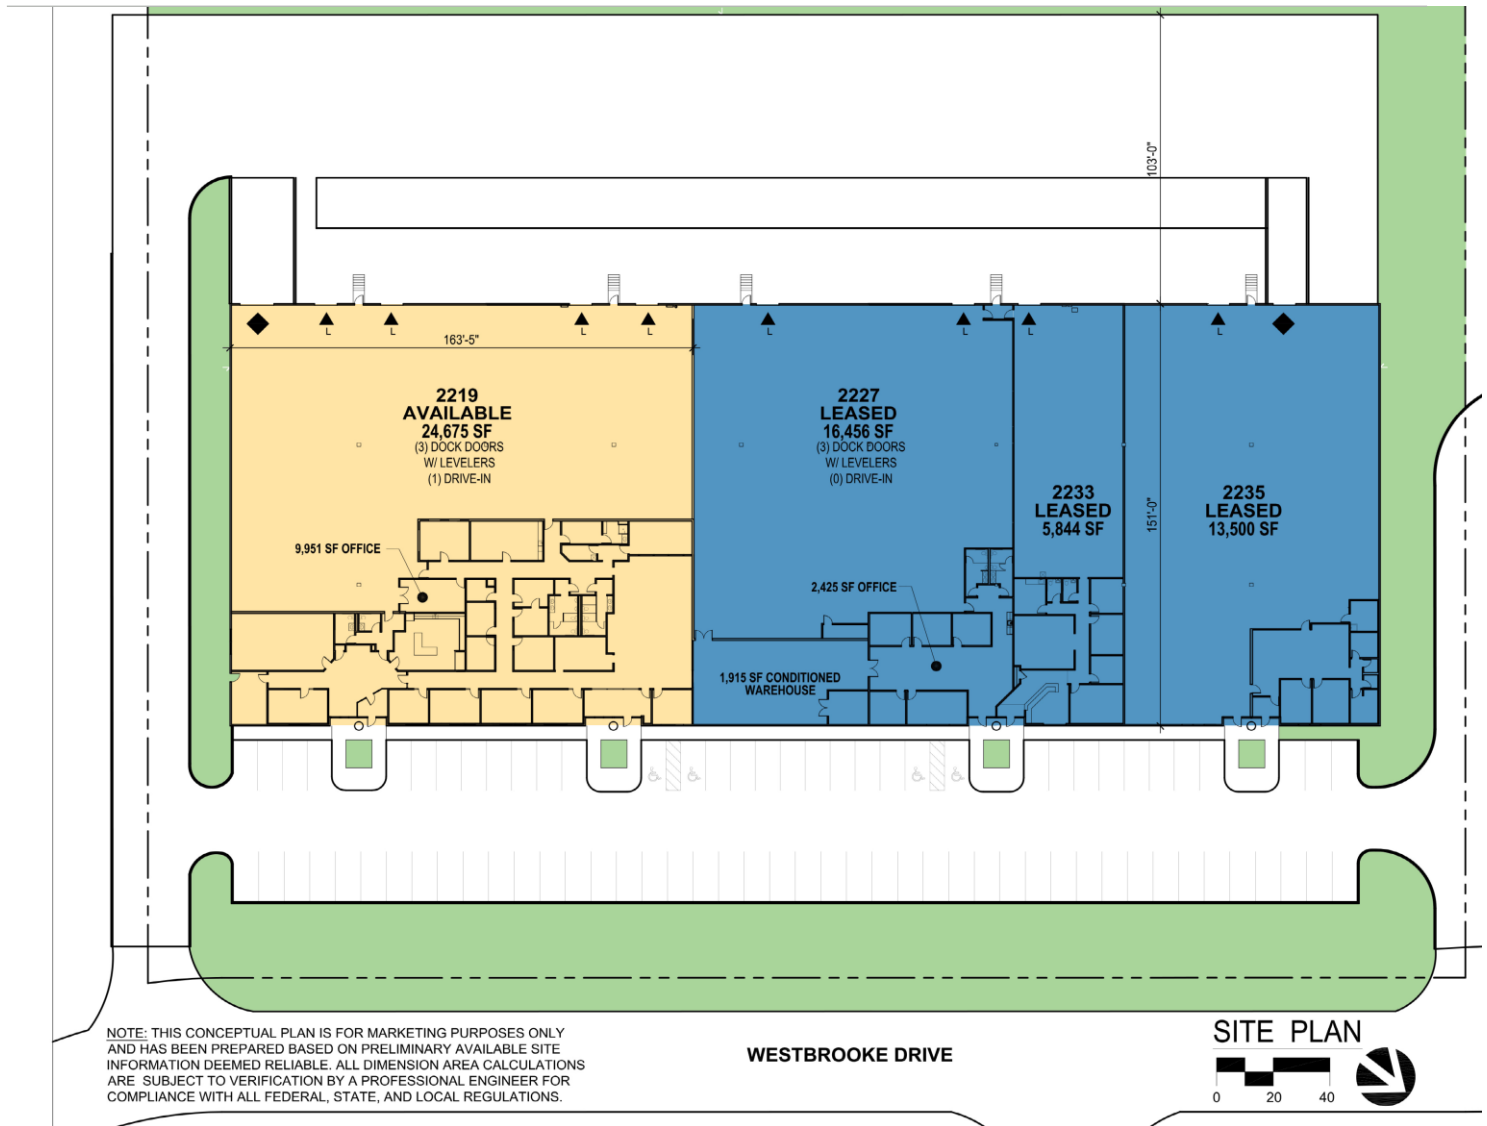 103'-0"
L
L
L
L
L
L
L
L
163'-5"
2219
AVAILABLE
24,675 SF
(3) DOCK DOORS
W/ LEVELERS
(1) DRIVE-IN
2227
LEASED
16,456 SF
(3) DOCK DOORS
W/ LEVELERS
(0) DRIVE-IN
2233
LEASED
5,844 SF
151'-0"
2235
LEASED
13,500 SF
9,951 SF OFFICE
2,425 SF OFFICE
1,915 SF CONDITIONED
WAREHOUSE
NOTE: THIS CONCEPTUAL PLAN IS FOR MARKETING PURPOSES ONLY
AND HAS BEEN PREPARED BASED ON PRELIMINARY AVAILABLE SITE
INFORMATION DEEMED RELIABLE. ALL DIMENSION AREA CALCULATIONS
ARE SUBJECT TO VERIFICATION BY A PROFESSIONAL ENGINEER FOR
COMPLIANCE WITH ALL FEDERAL, STATE, AND LOCAL REGULATIONS.
WESTBROOKE DRIVE
SITE PLAN
0 20 40